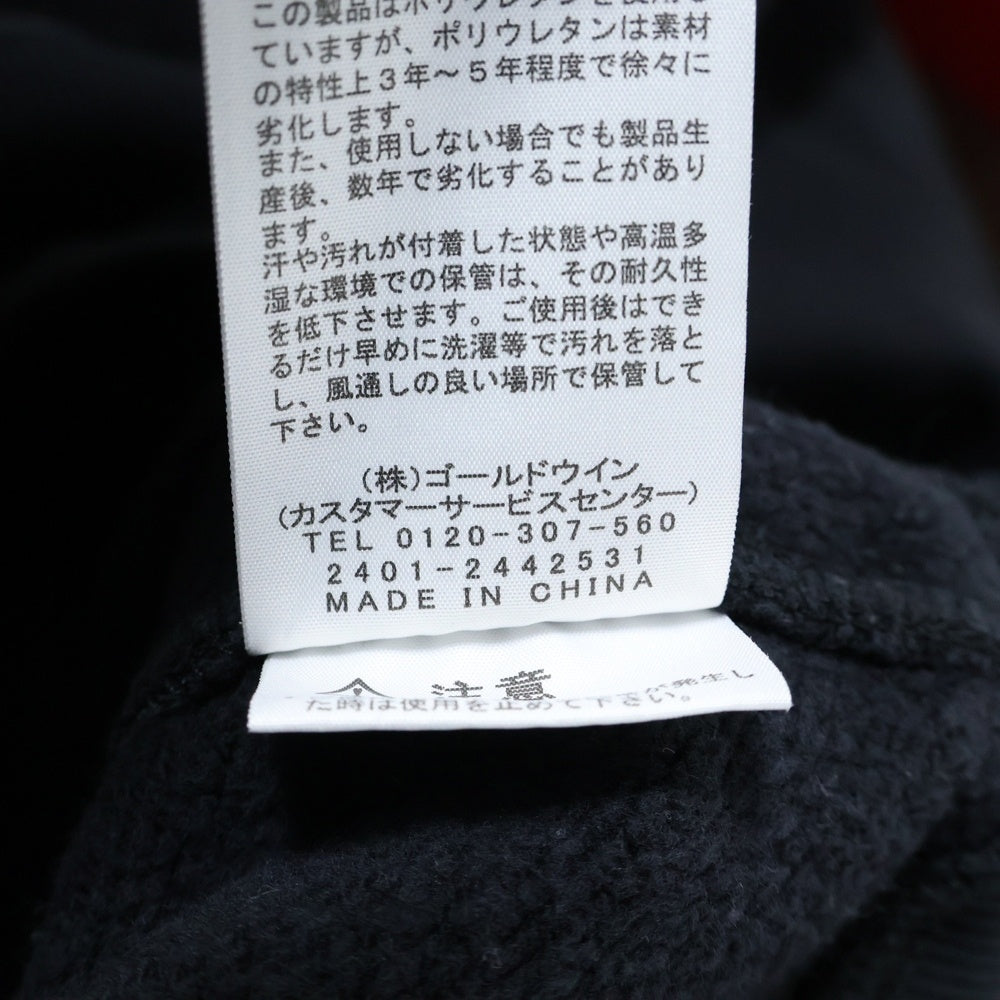 この製品はポリウレタンを使用し
ていますが、ポリウレタンは素材
の特性上3年～5年程度で徐々に
劣化します。
また、使用しない場合でも製品生
産後、数年で劣化することがあり
ます。
汗や汚れが付着した状態や高温多
湿な環境での保管は、その耐久性
を低下させます。ご使用後はでき
るだけ早めに洗濯等で汚れを落と
し、風通しの良い場所で保管して
下さい。
(株)ゴールドウイン
(カスタマーサービスセンター)
TEL 0120-307-560
2401-2442531
MADE IN CHINA
注意
が発生し
た時は使用を止めて下さい。